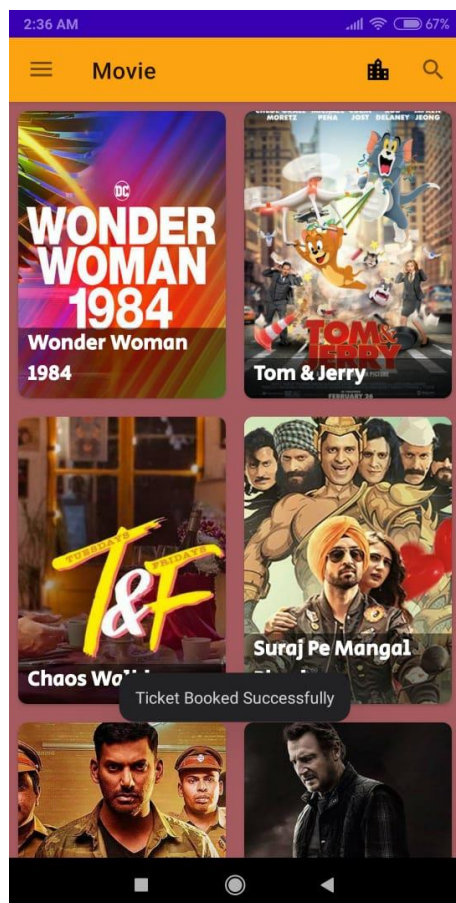 2:36 AM
67%
Movie
MORETZ PEÑA JOST ROB DELANEY JEONG
DC
WONDER
WOMAN
1984
Wonder Woman
1984
TOM&
JERRY
Tom & Jerry
FEBRUARY 26
TUESDAYS
T&F
FRIDAYS
Suraj Pe Mangal
Chaos
Ticket Booked Successfully